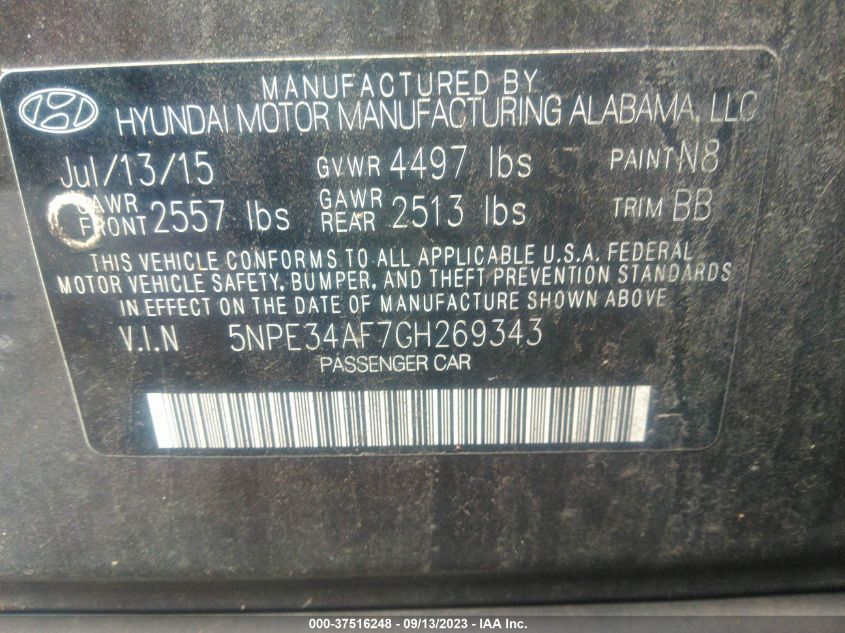 MANUFACTURED BY
HYUNDAI MOTOR MANUFACTURING ALABAMA, LLC
Jul/13/15 GVWR 4497 lbs PAINT N8
GAWR FRONT 2557 lbs GAWR REAR 2513 lbs TRIM BB
THIS VEHICLE CONFORMS TO ALL APPLICABLE U.S.A. FEDERAL
MOTOR VEHICLE SAFETY, BUMPER, AND THEFT PREVENTION STANDARDS
IN EFFECT ON THE DATE OF MANUFACTURE SHOWN ABOVE
V.I.N 5NPE34AF7GH269343
PASSENGER CAR
000-37516248 - 09/13/2023 - IAA Inc.